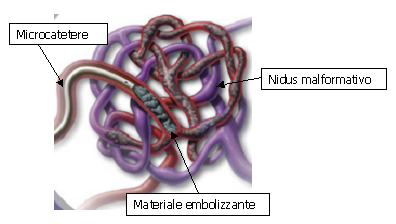 Microcatetere
Nidus malformativo
Materiale embolizzante